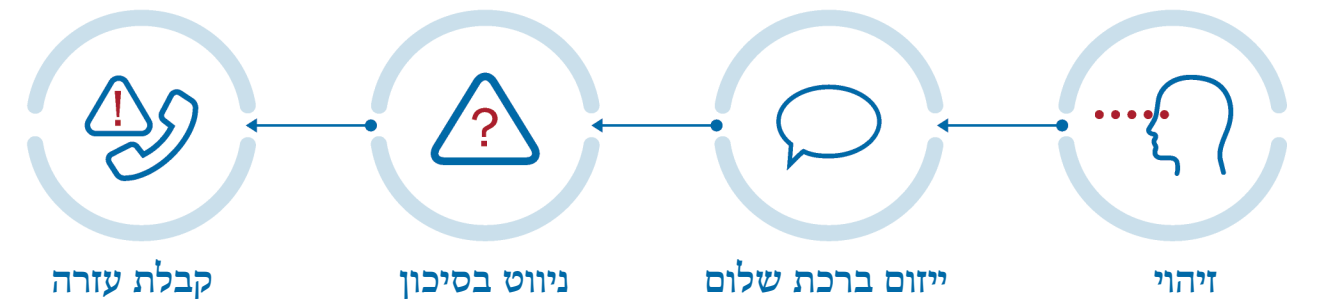 זיהוי
ייזום ברכת שלום
ניווט בסיכון
קבלת עזרה
?
!